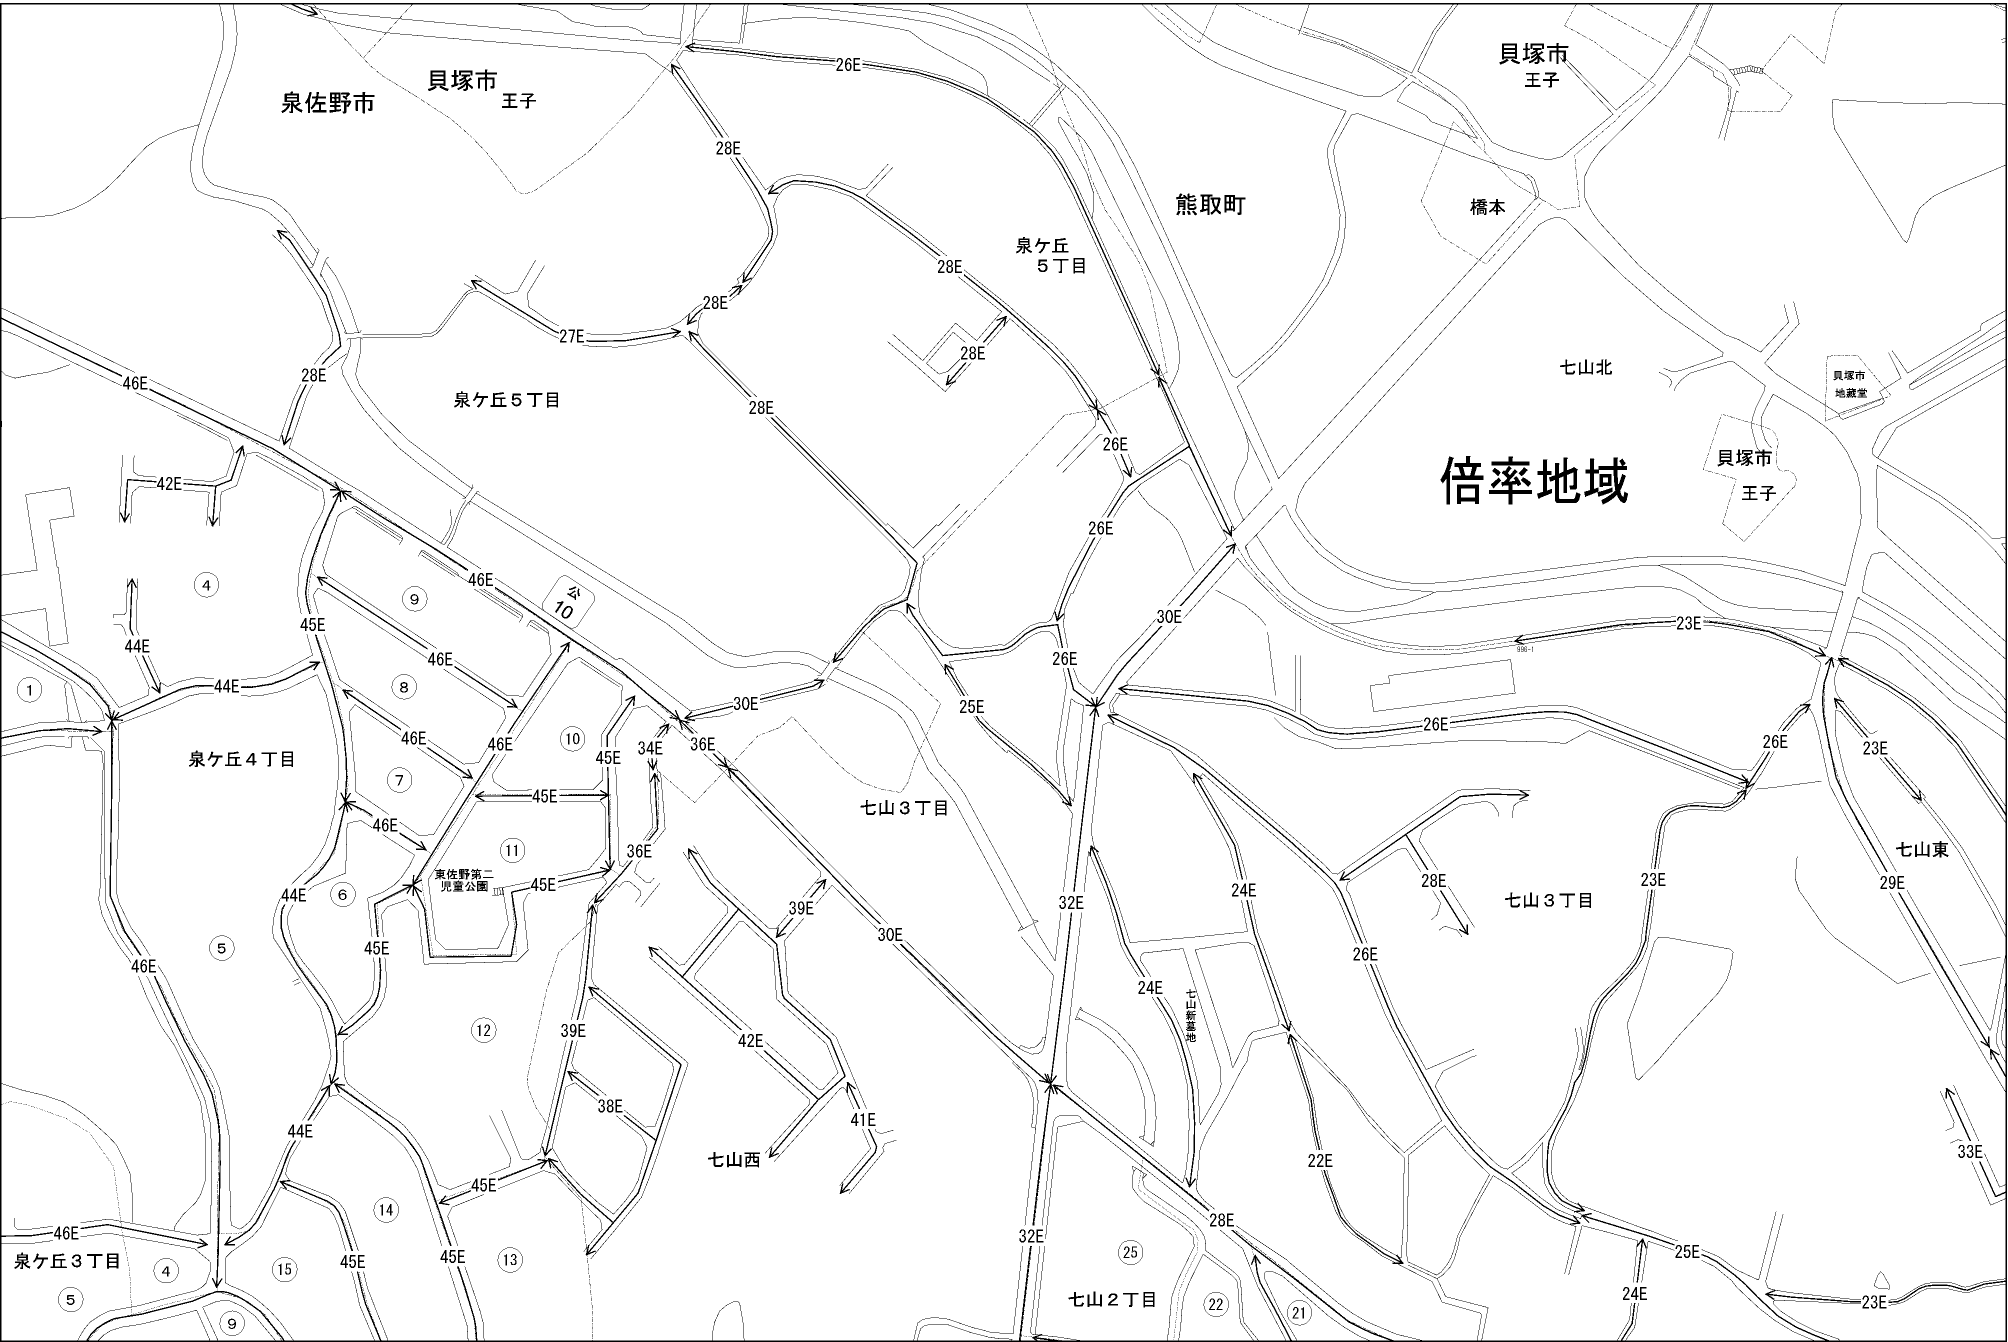 貝塚市
王子
泉佐野市
26E
貝塚市
王子
28E
熊取町
橋本
泉ケ丘
５丁目
28E
28E
27E
28E
七山北
貝塚市
地蔵堂
46E
28E
泉ケ丘５丁目
28E
26E
倍率地域
貝塚市
王子
42E
26E
46E
公
10
④
⑨
45E
30E
23E
996-1
44E
46E
26E
①
44E
⑧
30E
25E
26E
泉ケ丘４丁目
46E
46E
⑩
45E
34E
36E
26E
23E
⑦
45E
七山３丁目
46E
⑪
36E
七山東
東佐野第二
児童公園
44E
⑥
45E
28E
24E
23E
29E
32E
39E
30E
七山３丁目
⑤
45E
46E
26E
24E
七山新墓地
⑫
39E
42E
38E
41E
44E
七山西
22E
33E
45E
⑭
28E
46E
泉ケ丘３丁目
45E
45E
⑬
32E
㉕
25E
④
⑮
⑤
七山２丁目
㉒
㉑
24E
23E
⑨